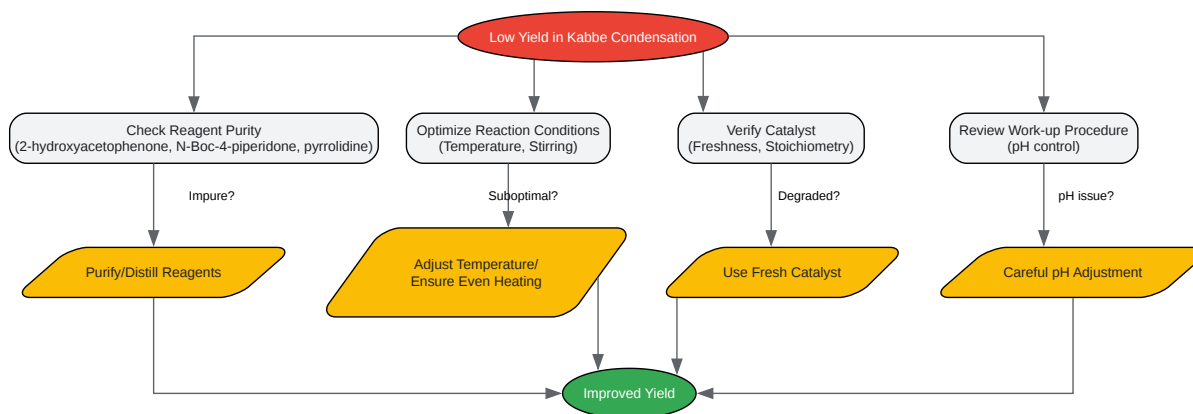 Low Yield in Kabbe Condensation
Check Reagent Purity
(2-hydroxyacetophenone, N-Boc-4-piperidone, pyrrolidine)
Optimize Reaction Conditions
(Temperature, Stirring)
Verify Catalyst
(Freshness, Stoichiometry)
Review Work-up Procedure
(pH control)
Impure?
Suboptimal?
Degraded?
pH issue?
Purify/Distill Reagents
Adjust Temperature/
Ensure Even Heating
Use Fresh Catalyst
Careful pH Adjustment
Improved Yield